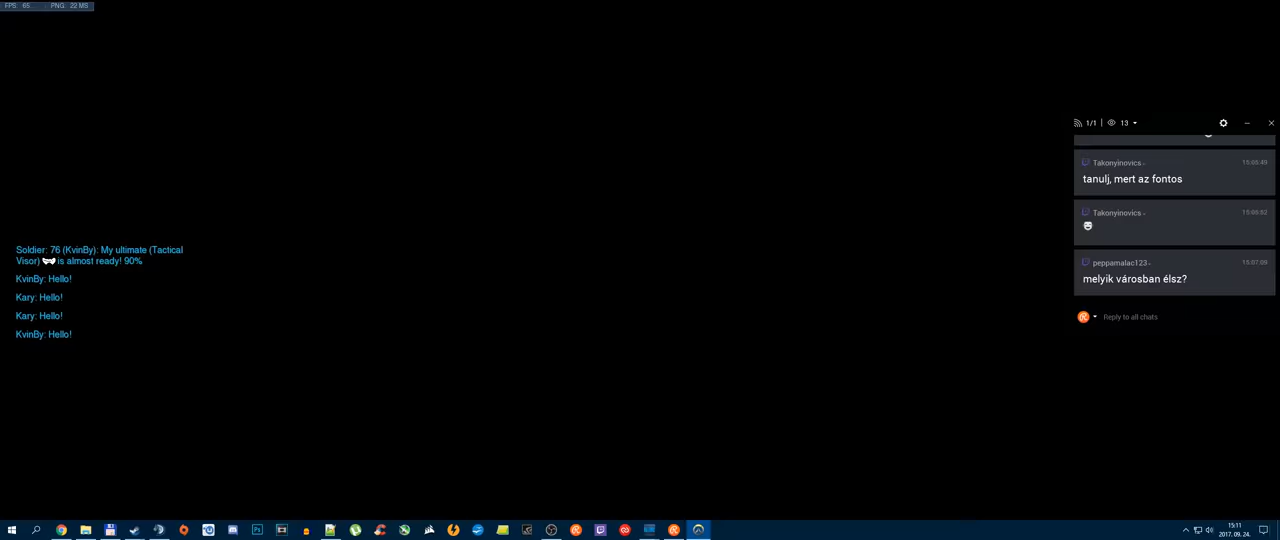 FPS: 65 PNG: 22 MS
1/1 13
Takonyinovics 15:05:49
tanulj, mert az fontos
Takonyinovics 15:05:52
peppamalac123 15:07:09
melyik városban élsz?
Reply to all chats
Soldier: 76 (KvinBy): My ultimate (Tactical
Visor) is almost ready! 90%
KvinBy: Hello!
Kary: Hello!
Kary: Hello!
KvinBy: Hello!
15:11
2017. 09. 24.